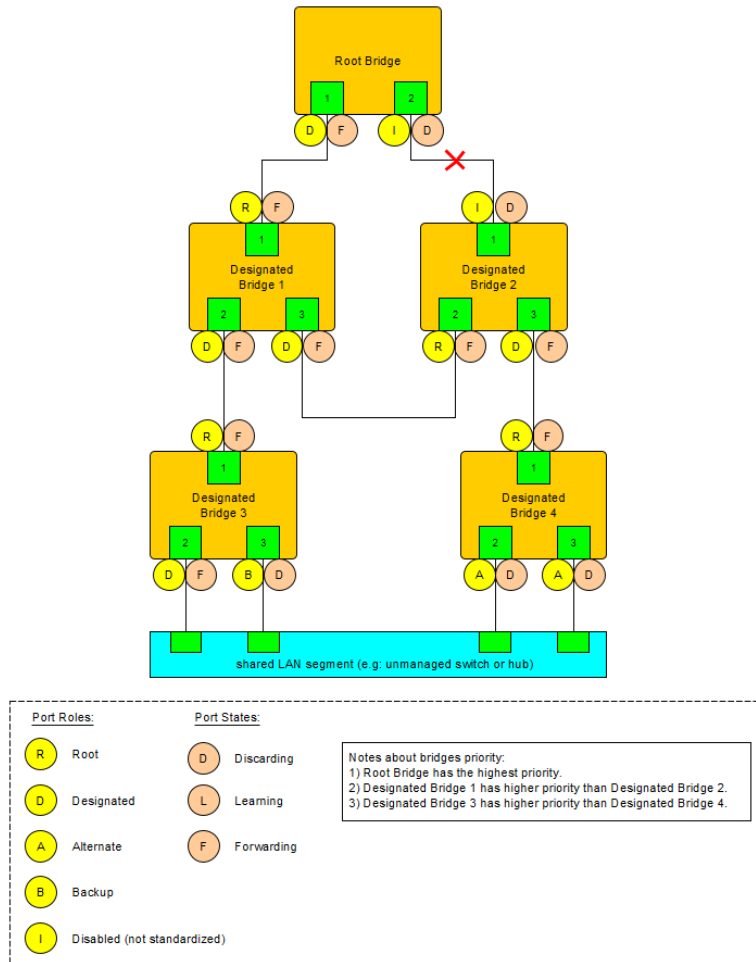 Root Bridge
1
2
D
F
I
D
R
F
I
D
1
1
Designated
Bridge 1
Designated
Bridge 2
2
3
2
3
D
F
D
F
R
F
D
F
R
F
R
F
1
1
Designated
Bridge 3
Designated
Bridge 4
2
3
2
3
D
F
B
D
A
D
A
D
shared LAN segment (e.g: unmanaged switch or hub)
Port Roles:
R Root
D Designated
A Alternate
B Backup
I Disabled (not standardized)
Port States:
D Discarding
L Learning
F Forwarding
Notes about bridges priority:
1) Root Bridge has the highest priority.
2) Designated Bridge 1 has higher priority than Designated Bridge 2.
3) Designated Bridge 3 has higher priority than Designated Bridge 4.